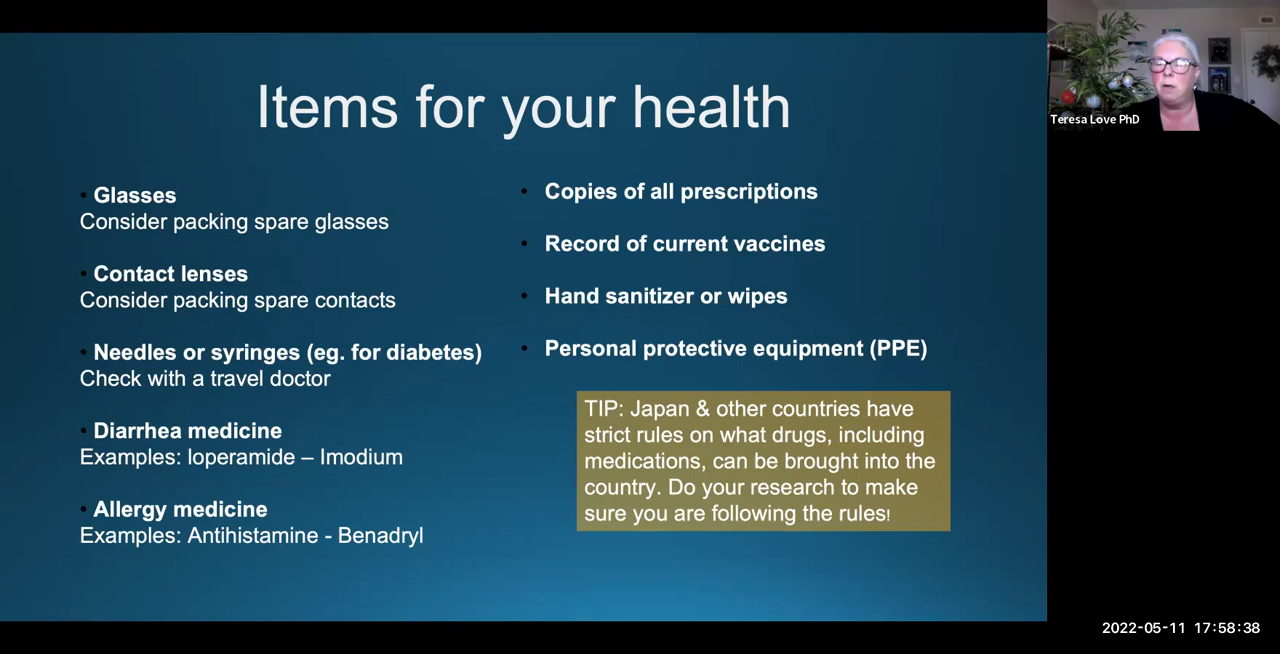 Items for your health
• Glasses
Consider packing spare glasses
• Contact lenses
Consider packing spare contacts
• Needles or syringes (eg. for diabetes)
Check with a travel doctor
• Diarrhea medicine
Examples: loperamide – Imodium
• Allergy medicine
Examples: Antihistamine - Benadryl
• Copies of all prescriptions
• Record of current vaccines
• Hand sanitizer or wipes
• Personal protective equipment (PPE)
TIP: Japan & other countries have
strict rules on what drugs, including
medications, can be brought into the
country. Do your research to make
sure you are following the rules!
Teresa Love PhD
2022-05-11 17:58:38